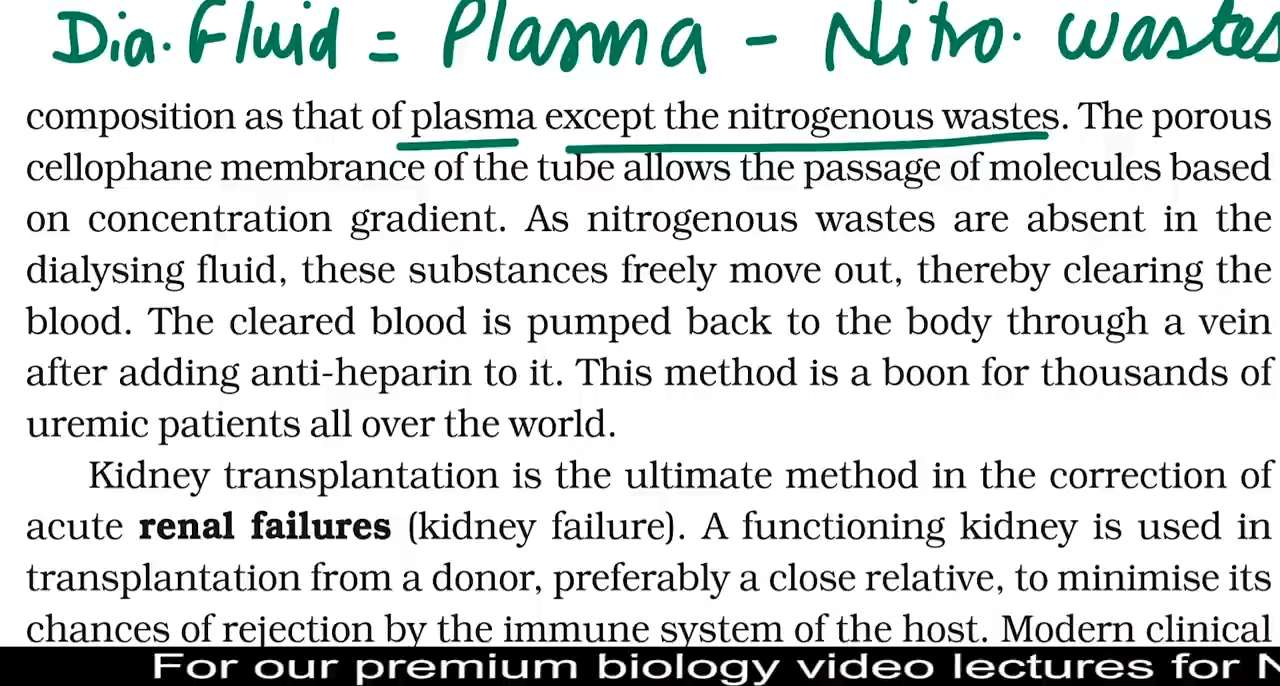 Dia. Fluid = Plasma - Nitro. wastes
composition as that of plasma except the nitrogenous wastes. The porous
cellophane membrance of the tube allows the passage of molecules based
on concentration gradient. As nitrogenous wastes are absent in the
dialysing fluid, these substances freely move out, thereby clearing the
blood. The cleared blood is pumped back to the body through a vein
after adding anti-heparin to it. This method is a boon for thousands of
uremic patients all over the world.
Kidney transplantation is the ultimate method in the correction of
acute renal failures (kidney failure). A functioning kidney is used in
transplantation from a donor, preferably a close relative, to minimise its
chances of rejection by the immune system of the host. Modern clinical
For our premium biology video lectures for N